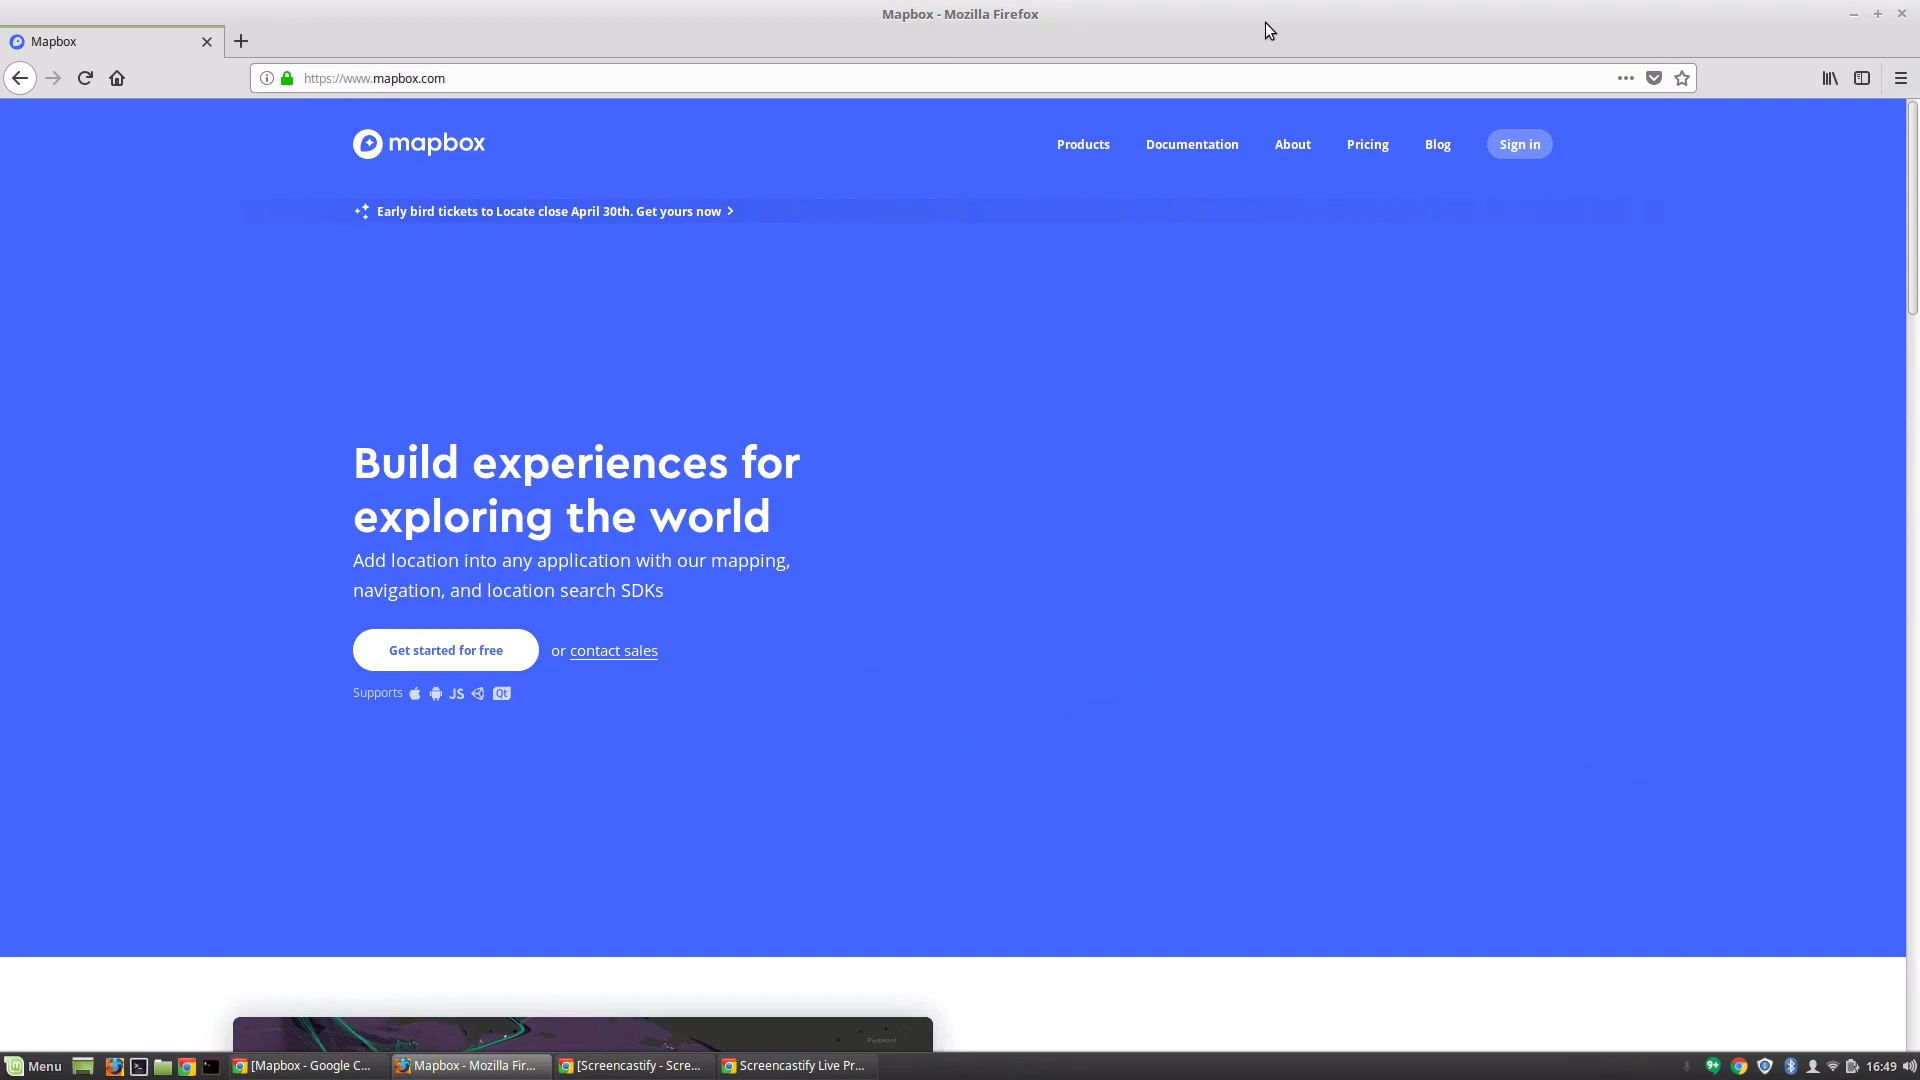 Mapbox - Mozilla Firefox
Mapbox
https://www.mapbox.com
mapbox
Products Documentation About Pricing Blog Sign in
Early bird tickets to Locate close April 30th. Get yours now
Build experiences for
exploring the world
Add location into any application with our mapping,
navigation, and location search SDKs
Get started for free or contact sales
Supports JS Qt
Menu [Mapbox - Google C... Mapbox - Mozilla Fir... [Screencastify - Scre... Screencastify Live Pr... 9+ 16:49